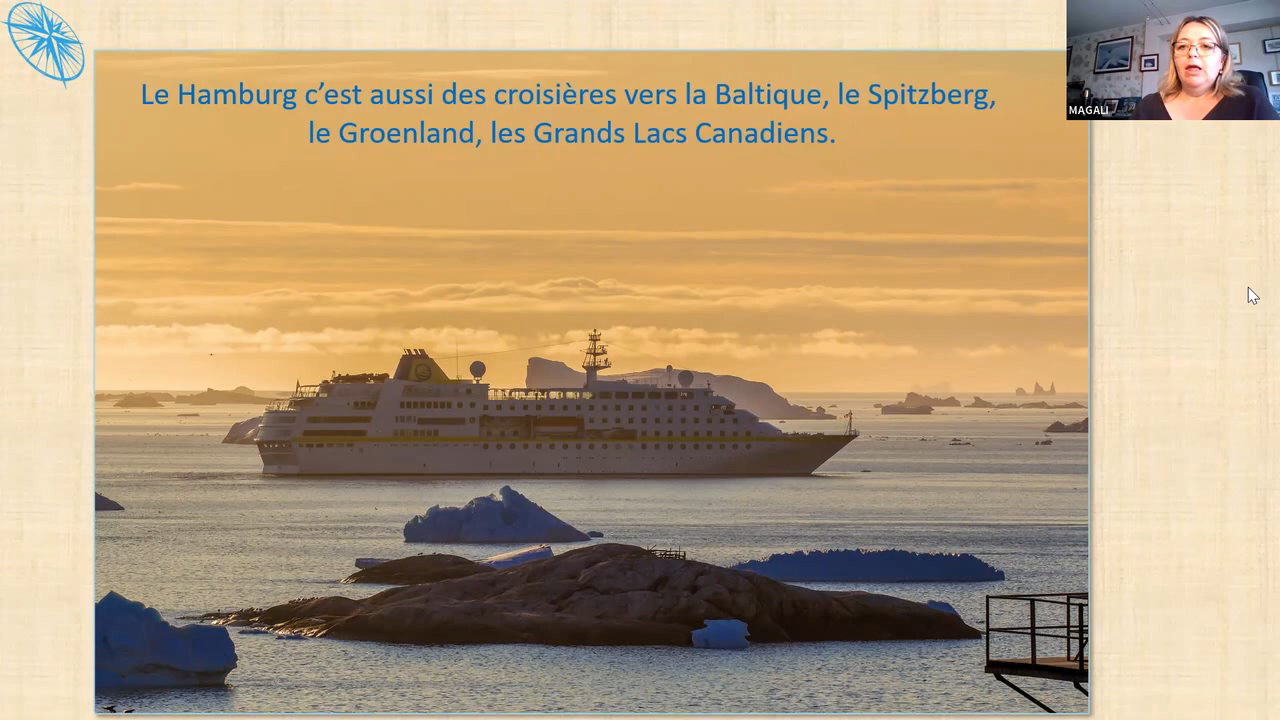 Le Hamburg c’est aussi des croisières vers la Baltique, le Spitzberg,
le Groenland, les Grands Lacs Canadiens.
MAGALI